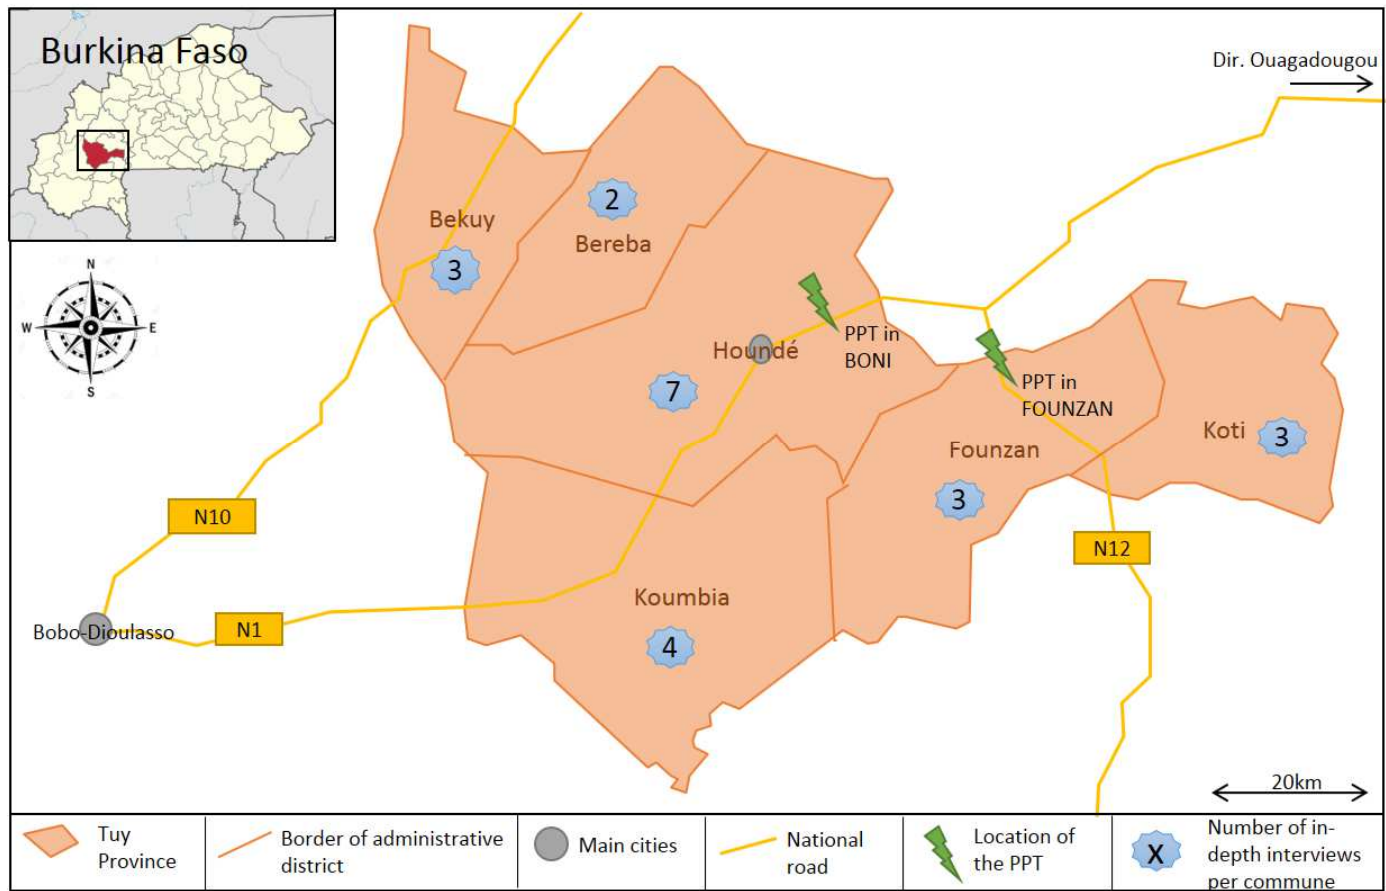 Burkina Faso
Dir. Ouagadougou
N
W
E
S
Bekuy
3
2
Bereba
Houndé
7
PPT in
BONI
PPT in
FOUNZAN
Founzan
3
Koti
3
Koumbia
4
N10
N1
N12
Bobo-Dioulasso
20km
Tuy
Province
Border of administrative
district
Main cities
National
road
Location of
the PPT
X
Number of in-
depth interviews
per commune